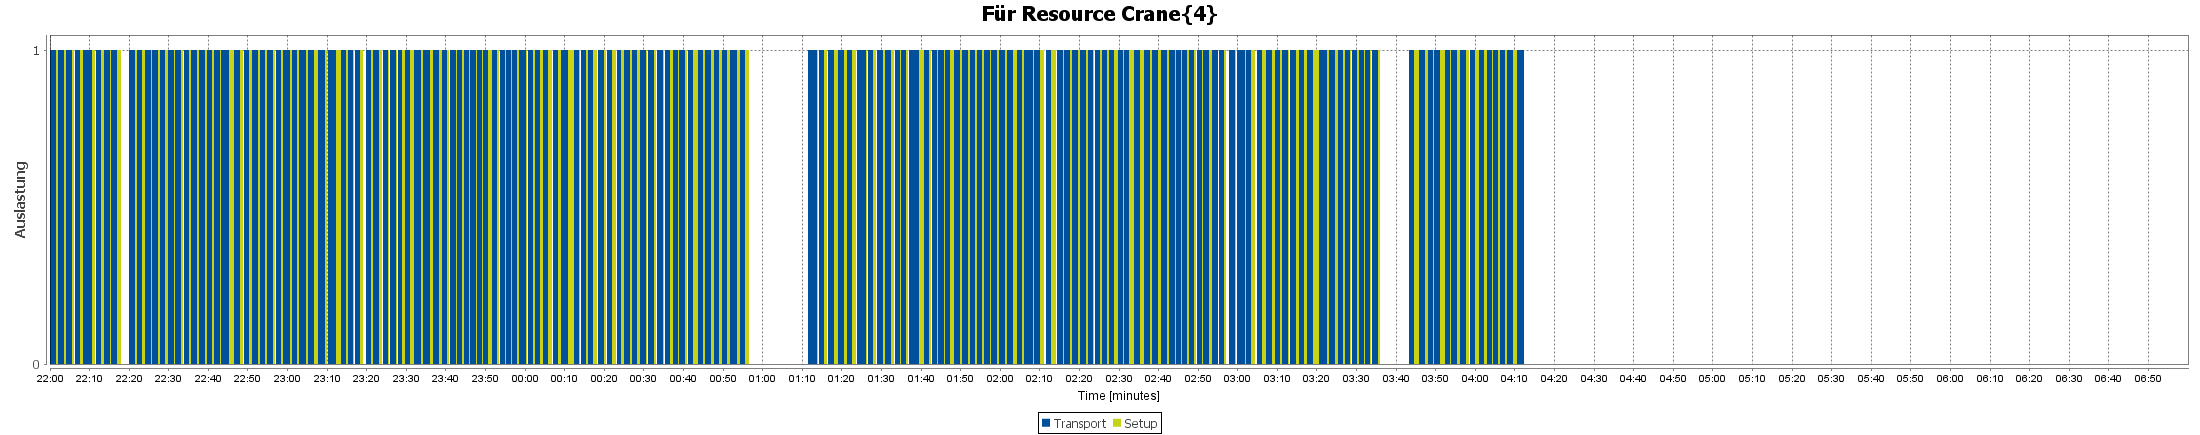 Für Resource Crane{4}
1
Auslastung
0
22:00 22:10 22:20 22:30 22:40 22:50 23:00 23:10 23:20 23:30 23:40 23:50 00:00 00:10 00:20 00:30 00:40 00:50 01:00 01:10 01:20 01:30 01:40 01:50 02:00 02:10 02:20 02:30 02:40 02:50 03:00 03:10 03:20 03:30 03:40 03:50 04:00 04:10 04:20 04:30 04:40 04:50 05:00 05:10 05:20 05:30 05:40 05:50 06:00 06:10 06:20 06:30 06:40 06:50
Time [minutes]
Transport Setup